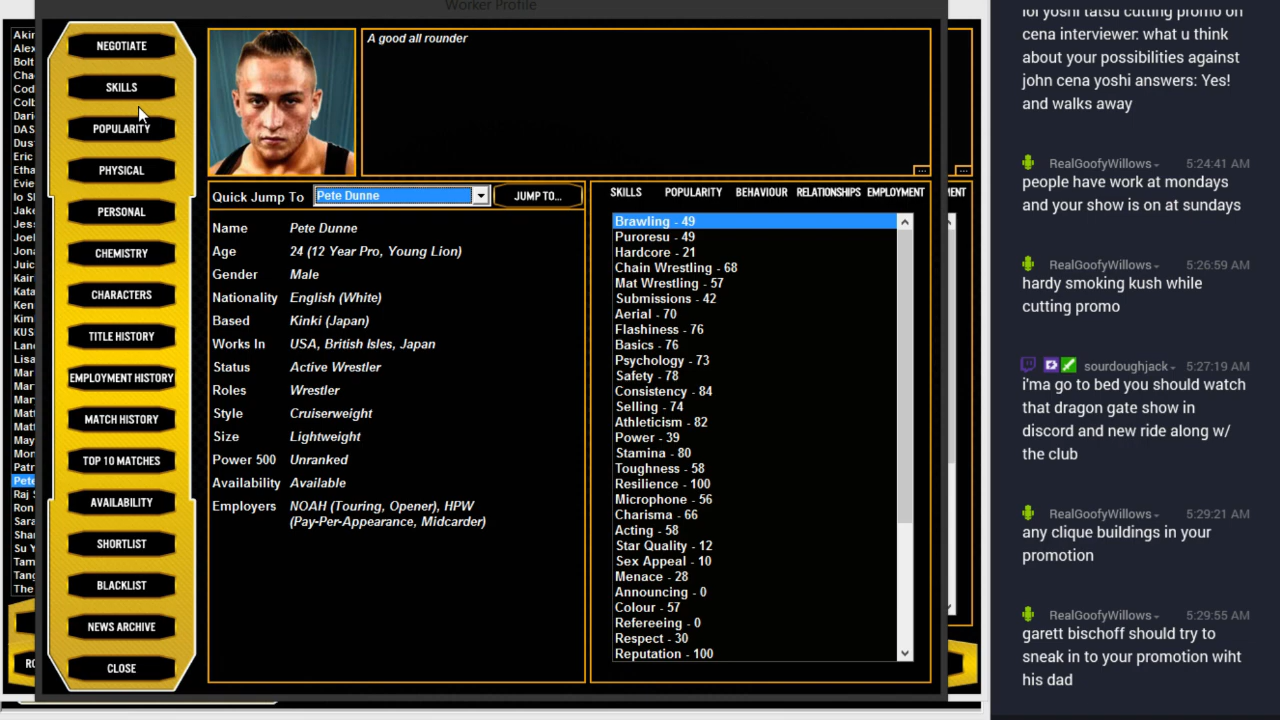 Worker Profile
NEGOTIATE
SKILLS
POPULARITY
PHYSICAL
PERSONAL
CHEMISTRY
CHARACTERS
TITLE HISTORY
EMPLOYMENT HISTORY
MATCH HISTORY
TOP 10 MATCHES
AVAILABILITY
SHORTLIST
BLACKLIST
NEWS ARCHIVE
CLOSE
A good all rounder
...
...
Quick Jump To
Pete Dunne
JUMP TO...
Name Pete Dunne
Age 24 (12 Year Pro, Young Lion)
Gender Male
Nationality English (White)
Based Kinki (Japan)
Works In USA, British Isles, Japan
Status Active Wrestler
Roles Wrestler
Style Cruiserweight
Size Lightweight
Power 500 Unranked
Availability Available
Employers NOAH (Touring, Opener), HPW
(Pay-Per-Appearance, Midcarder)
SKILLS POPULARITY BEHAVIOUR RELATIONSHIPS EMPLOYMENT
Brawling - 49
Puroresu - 49
Hardcore - 21
Chain Wrestling - 68
Mat Wrestling - 57
Submissions - 42
Aerial - 70
Flashiness - 76
Basics - 76
Psychology - 73
Safety - 78
Consistency - 84
Selling - 74
Athleticism - 82
Power - 39
Stamina - 80
Toughness - 58
Resilience - 100
Microphone - 56
Charisma - 66
Acting - 58
Star Quality - 12
Sex Appeal - 10
Menace - 28
Announcing - 0
Colour - 57
Refereeing - 0
Respect - 30
Reputation - 100
lol yoshi tatsu cutting promo on
cena interviewer: what u think
about your possibilities against
john cena yoshi answers: Yes!
and walks away
RealGoofyWillows 5:24:41 AM
people have work at mondays
and your show is on at sundays
RealGoofyWillows 5:26:59 AM
hardy smoking kush while
cutting promo
sourdoughjack 5:27:19 AM
i'ma go to bed you should watch
that dragon gate show in
discord and new ride along w/
the club
RealGoofyWillows 5:29:21 AM
any clique buildings in your
promotion
RealGoofyWillows 5:29:55 AM
garett bischoff should try to
sneak in to your promotion wiht
his dad